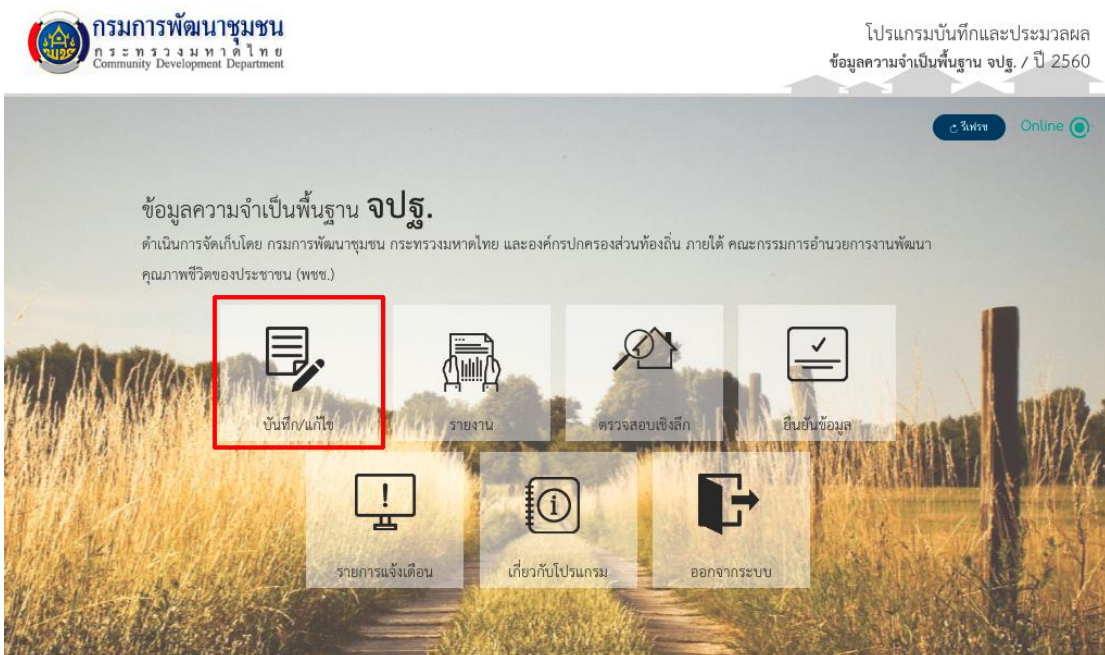 กรมการพัฒนาชุมชน
กระทรวงมหาดไทย
Community Development Department
โปรแกรมบันทึกและประมวลผล
ข้อมูลความจำเป็นพื้นฐาน จปฐ. / ปี 2560
รีเฟรช Online
ข้อมูลความจำเป็นพื้นฐาน จปฐ.
ดำเนินการจัดเก็บโดย กรมการพัฒนาชุมชน กระทรวงมหาดไทย และองค์กรปกครองส่วนท้องถิ่น ภายใต้ คณะกรรมการอำนวยการงานพัฒนา
คุณภาพชีวิตของประชาชน (พชช.)
บันทึก/แก้ไข รายงาน ตรวจสอบเชิงลึก ยืนยันข้อมูล
รายการแจ้งเตือน เกี่ยวกับโปรแกรม ออกจากระบบ